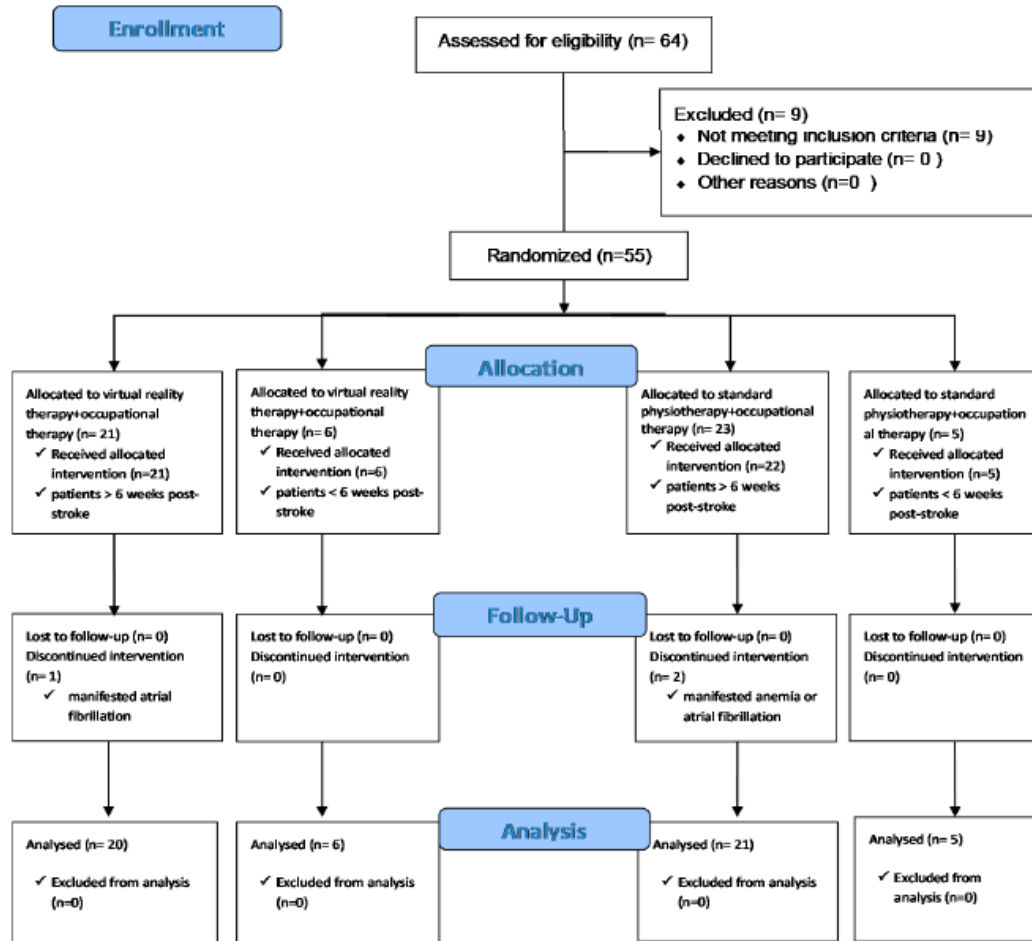 Enrollment
Assessed for eligibility (n= 64)
Excluded (n= 9)
♦ Not meeting inclusion criteria (n= 9)
♦ Declined to participate (n= 0 )
♦ Other reasons (n=0 )
Randomized (n=55)
Allocation
Allocated to virtual reality
therapy+occupational
therapy (n= 21)
✓ Received allocated
intervention (n=21)
✓ patients > 6 weeks post-
stroke
Allocated to virtual reality
therapy+occupational
therapy (n= 6)
✓ Received allocated
intervention (n=6)
✓ patients < 6 weeks post-
stroke
Allocated to standard
physiotherapy+occupational
therapy (n= 23)
✓ Received allocated
intervention (n=22)
✓ patients > 6 weeks
post-stroke
Allocated to standard
physiotherapy+occupation
al therapy (n= 5)
✓ Received allocated
intervention (n=5)
✓ patients < 6 weeks
post-stroke
Follow-Up
Lost to follow-up (n= 0)
Discontinued intervention
(n= 1)
✓ manifested atrial
fibrillation
Lost to follow-up (n= 0)
Discontinued intervention
(n= 0)
Lost to follow-up (n= 0)
Discontinued intervention
(n= 2)
✓ manifested anemia or
atrial fibrillation
Lost to follow-up (n= 0)
Discontinued intervention
(n= 0)
Analysis
Analysed (n= 20)
✓ Excluded from analysis
(n=0)
Analysed (n= 6)
✓ Excluded from analysis
(n=0)
Analysed (n= 21)
✓ Excluded from analysis
(n=0)
Analysed (n= 5)
✓ Excluded from
analysis (n=0)